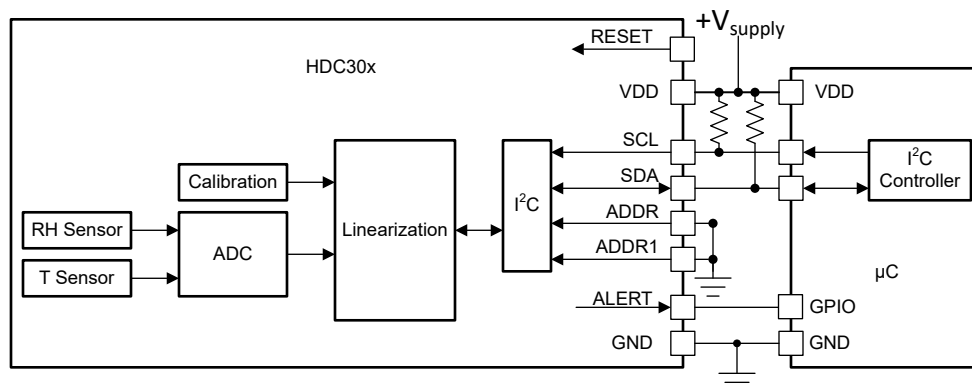 +Vsupply
RESET
HDC30x
VDD
VDD
SCL
I²C
Controller
Calibration
SDA
I²C
RH Sensor
ADC
Linearization
ADDR
T Sensor
ADDR1
µC
ALERT
GPIO
GND
GND